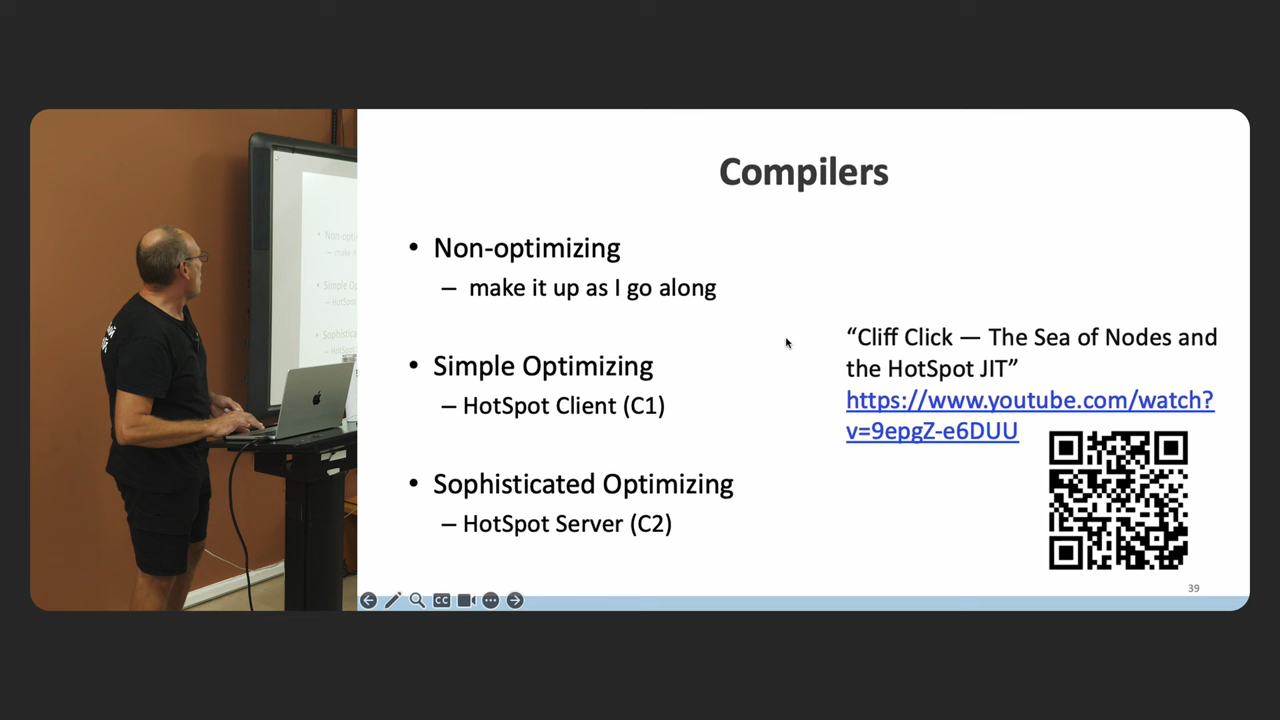 Compilers
• Non-optimizing
– make it up as I go along
• Simple Optimizing
– HotSpot Client (C1)
• Sophisticated Optimizing
– HotSpot Server (C2)
“Cliff Click — The Sea of Nodes and
the HotSpot JIT”
https://www.youtube.com/watch?
v=9epgZ-e6DUU
39
CC